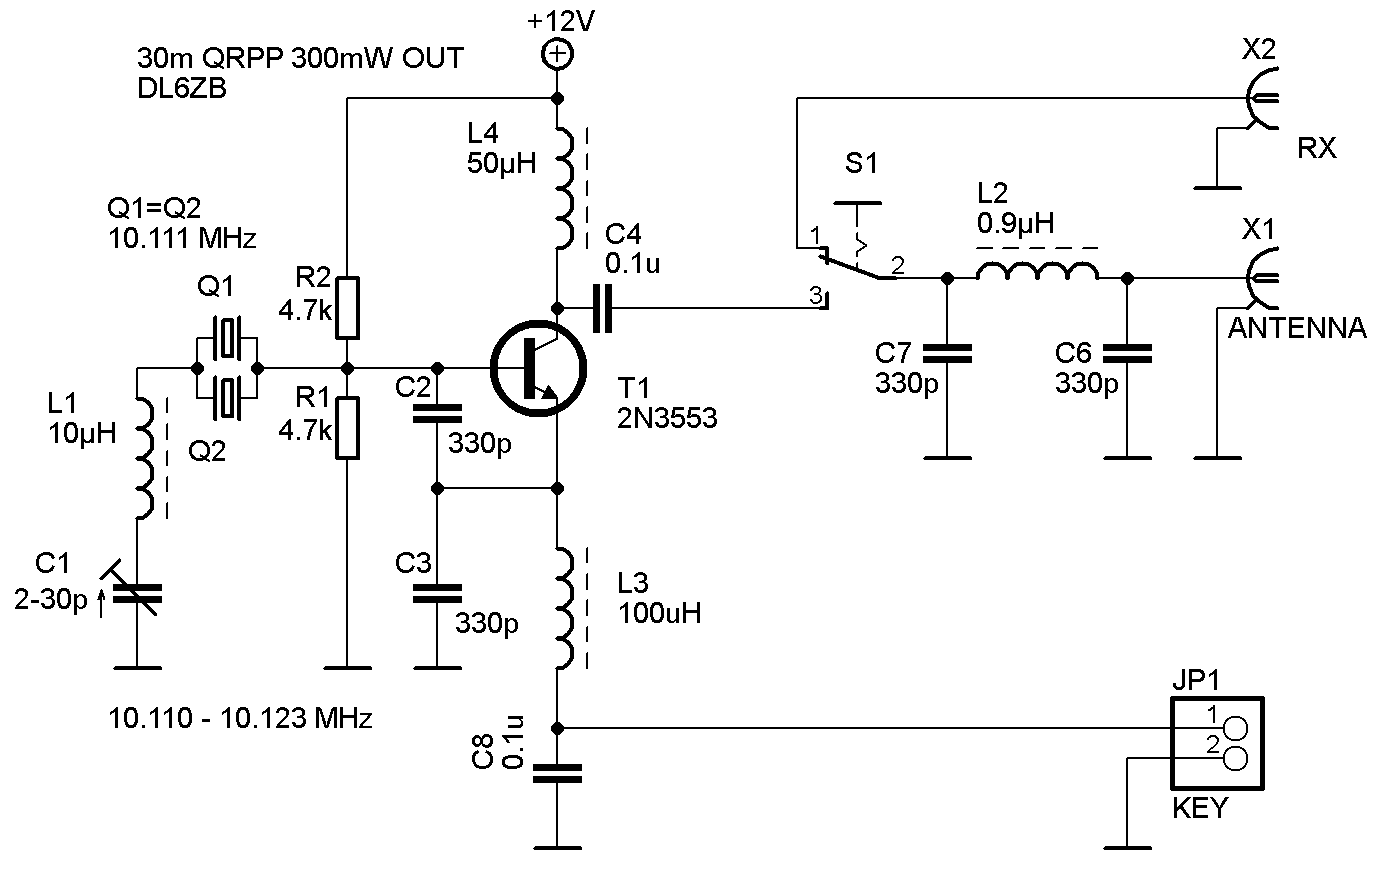 +12V
30m QRPP 300mW OUT
DL6ZB
X2
RX
L4
50µH
S1
Q1=Q2
10.111 MHz
L2
0.9µH
X1
ANTENNA
C4
0.1u
1
2
3
Q1
R2
4.7k
C7
330p
C6
330p
L1
10µH
Q2
R1
4.7k
C2
330p
T1
2N3553
C1
2-30p
C3
330p
L3
100uH
10.110 - 10.123 MHz
C8
0.1u
JP1
1
2
KEY